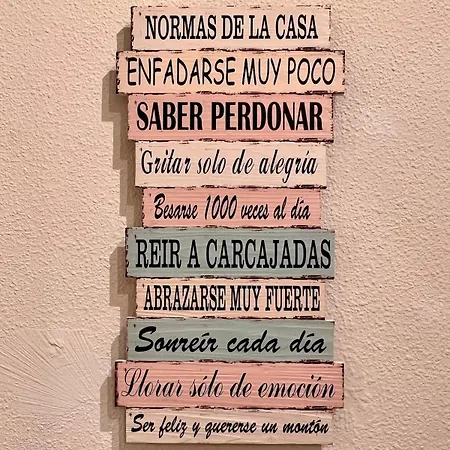 NORMAS DE LA CASA
ENFADARSE MUY POCO
SABER PERDONAR
Gritar solo de alegría
Besarse 1000 veces al día
REIR A CARCAJADAS
ABRAZARSE MUY FUERTE
Sonreír cada día
Llorar sólo de emoción
Ser feliz y quererse un montón